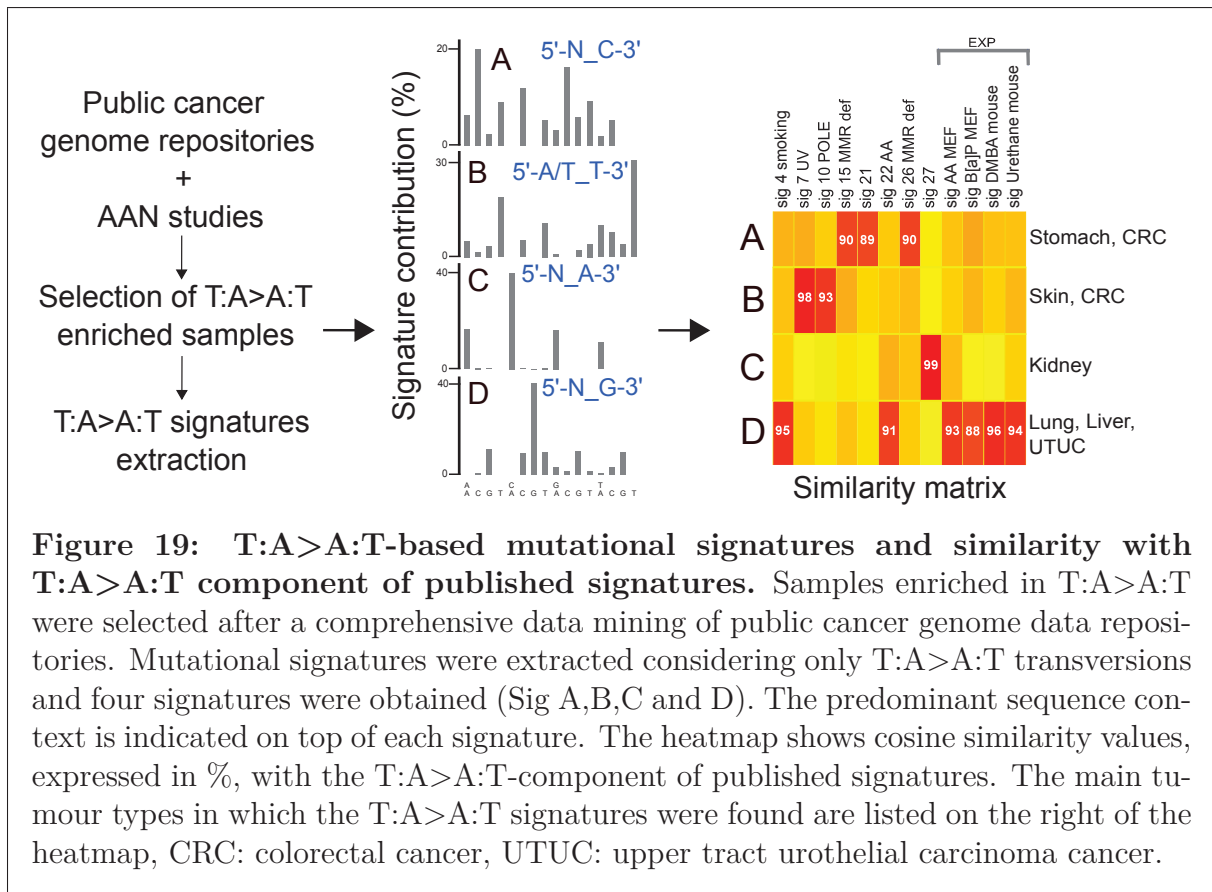 Public cancer
genome repositories
+
AAN studies
Selection of T:A>A:T
enriched samples
T:A>A:T signatures
extraction
Signature contribution (%)
A
5'-N_C-3'
20
0
B
5'-A/T_T-3'
30
0
C
5'-N_A-3'
40
0
D
5'-N_G-3'
40
0
A C G T
A C G T A C G T A C G T A C G T
EXP
sig 4 smoking
sig 7 UV
sig 10 POLE
sig 15 MMR def
sig 21
sig 22 AA
sig 26 MMR def
sig 27
sig AA MEF
sig B[a]P MEF
sig DMBA mouse
sig Urethane mouse
A 90 89 90 Stomach, CRC
B 98 93 Skin, CRC
C 99 Kidney
D 95 91 93 88 96 94 Lung, Liver,
UTUC
Similarity matrix
Figure 19: T:A>A:T-based mutational signatures and similarity with
T:A>A:T component of published signatures. Samples enriched in T:A>A:T
were selected after a comprehensive data mining of public cancer genome data reposi-
tories. Mutational signatures were extracted considering only T:A>A:T transversions
and four signatures were obtained (Sig A,B,C and D). The predominant sequence con-
text is indicated on top of each signature. The heatmap shows cosine similarity values,
expressed in %, with the T:A>A:T-component of published signatures. The main tu-
mour types in which the T:A>A:T signatures were found are listed on the right of the
heatmap, CRC: colorectal cancer, UTUC: upper tract urothelial carcinoma cancer.